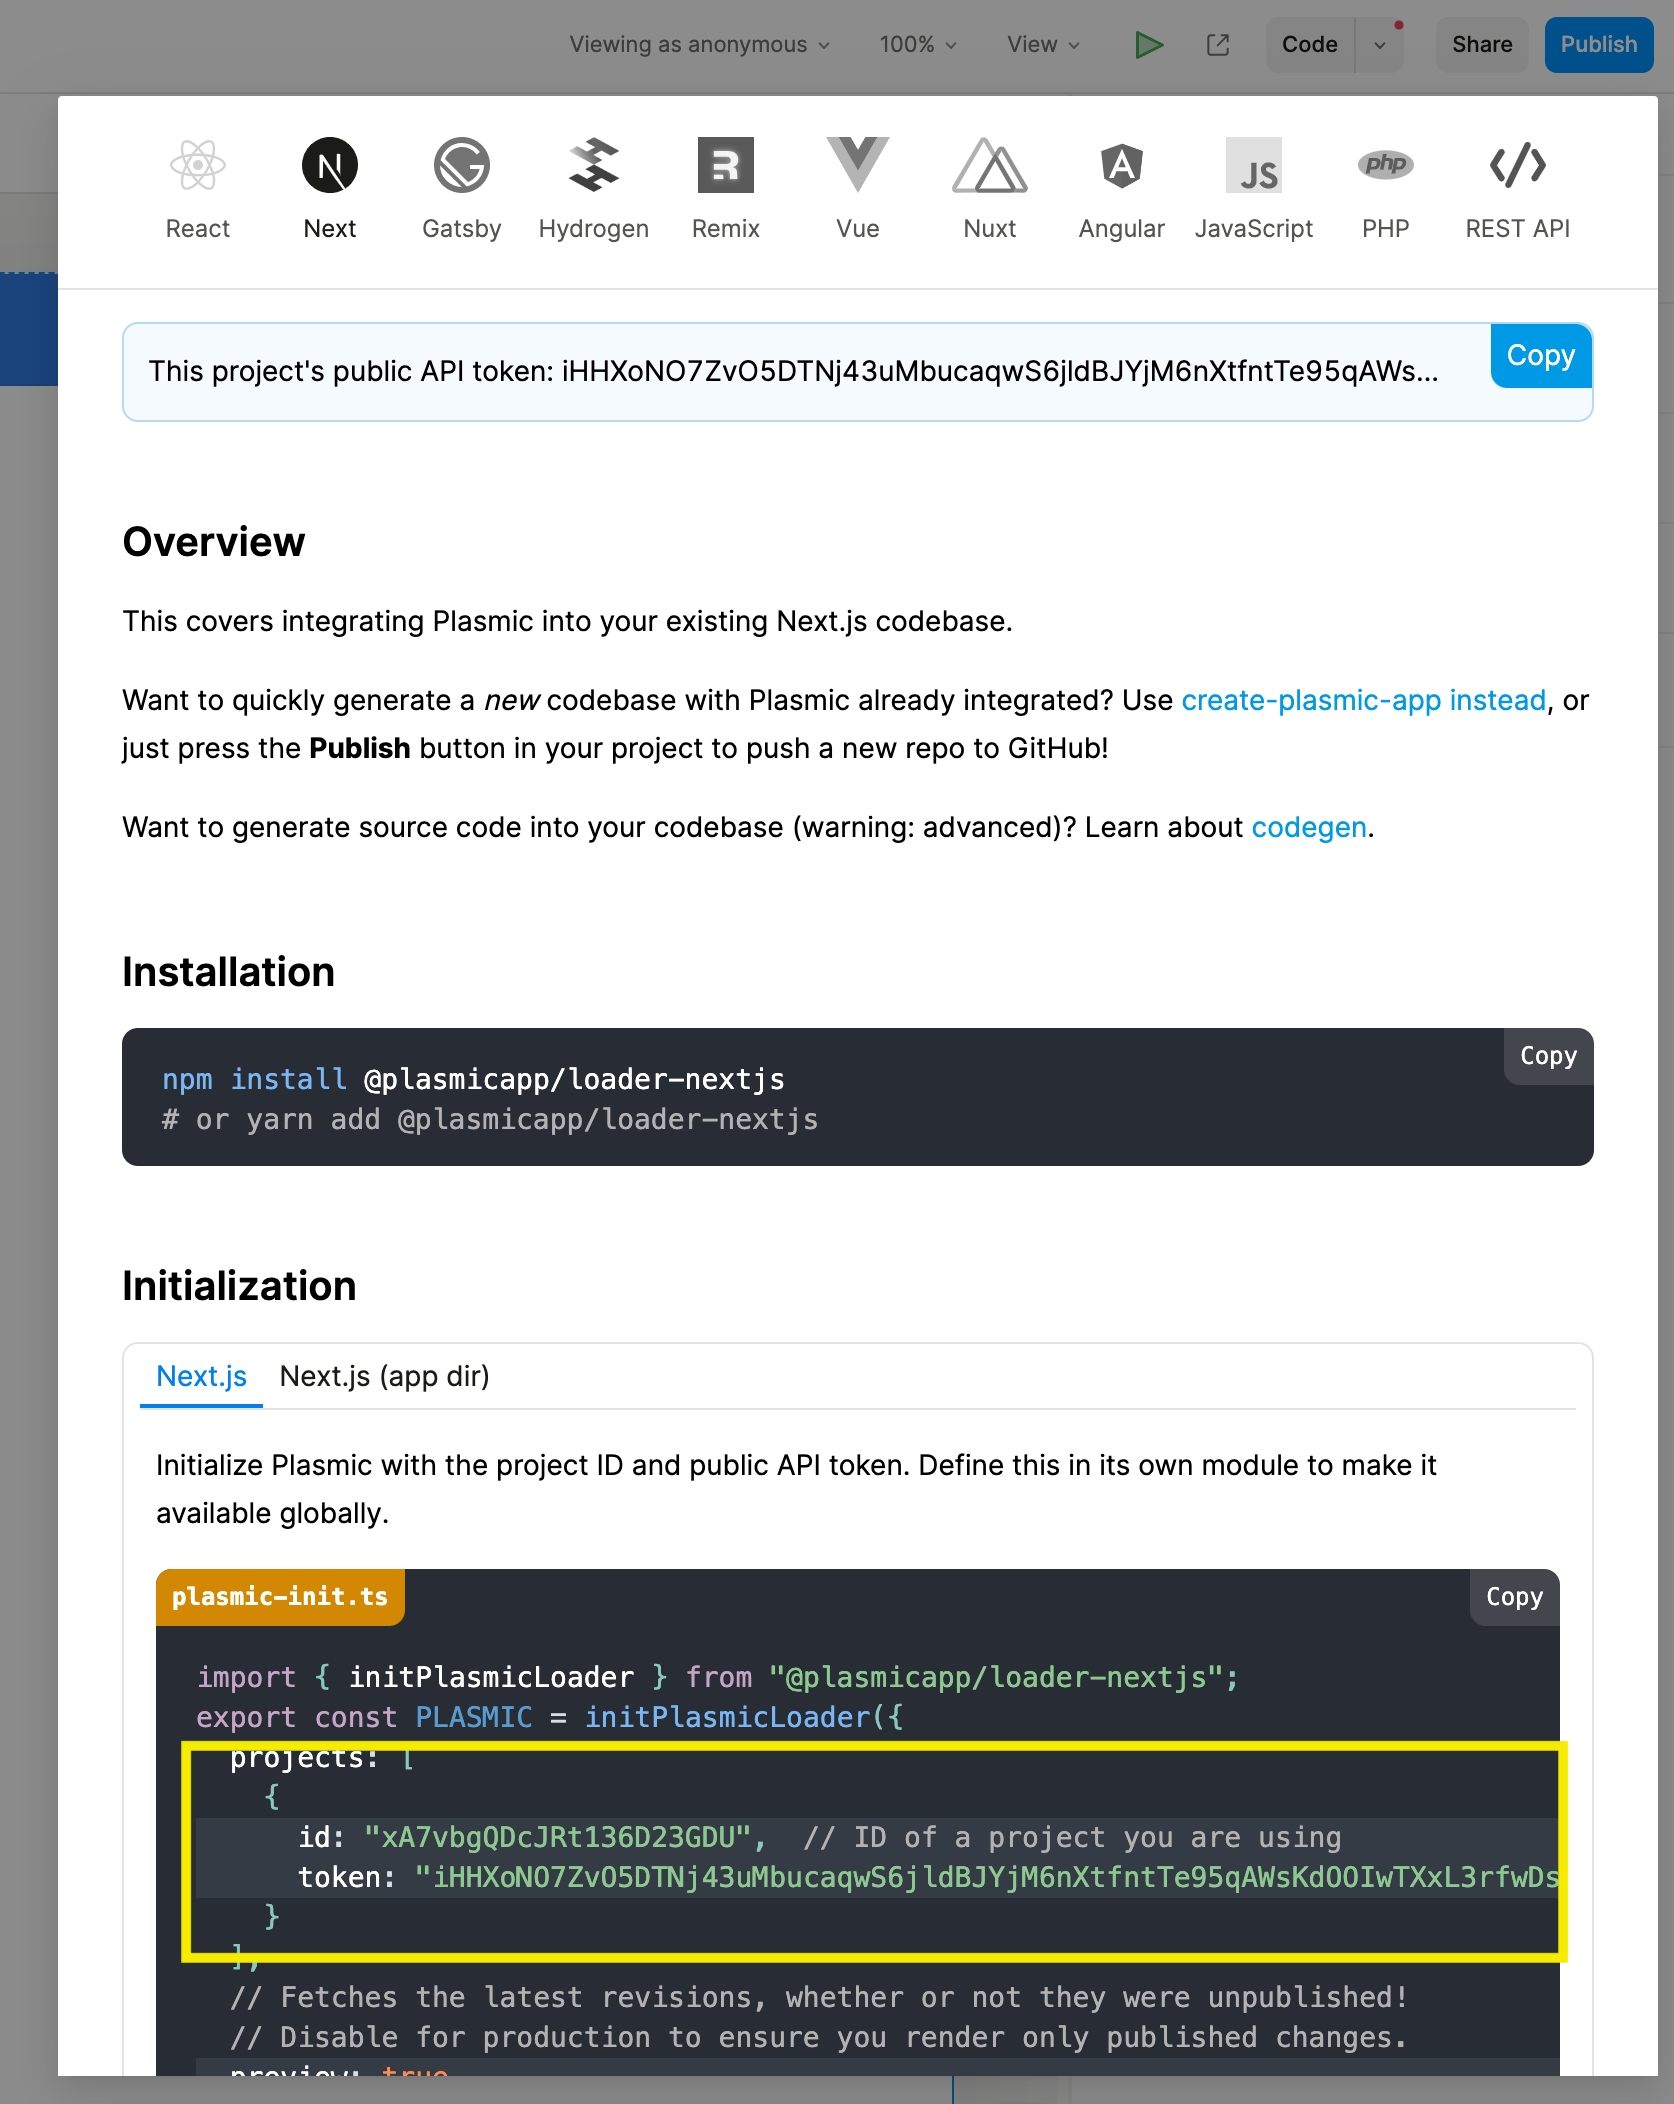 Viewing as anonymous 100% View Code Share Publish
React Next Gatsby Hydrogen Remix Vue Nuxt Angular JavaScript PHP REST API
This project's public API token: iHHXoNO7ZvO5DTNj43uMbucaqwS6jldBJYjM6nXtfntTe95qAWs...
Copy
Overview
This covers integrating Plasmic into your existing Next.js codebase.
Want to quickly generate a new codebase with Plasmic already integrated? Use create-plasmic-app instead, or
just press the Publish button in your project to push a new repo to GitHub!
Want to generate source code into your codebase (warning: advanced)? Learn about codegen.
Installation
Copy
npm install @plasmicapp/loader-nextjs
# or yarn add @plasmicapp/loader-nextjs
Initialization
Next.js Next.js (app dir)
Initialize Plasmic with the project ID and public API token. Define this in its own module to make it
available globally.
plasmic-init.ts
Copy
import { initPlasmicLoader } from "@plasmicapp/loader-nextjs";
export const PLASMIC = initPlasmicLoader({
projects: [
{
id: "xA7vbgQDcJRt136D23GDU", // ID of a project you are using
token: "iHHXoNO7ZvO5DTNj43uMbucaqwS6jldBJYjM6nXtfntTe95qAWsKdOOIwTXxL3rfwDs
}
],
// Fetches the latest revisions, whether or not they were unpublished!
// Disable for production to ensure you render only published changes.
preview: true